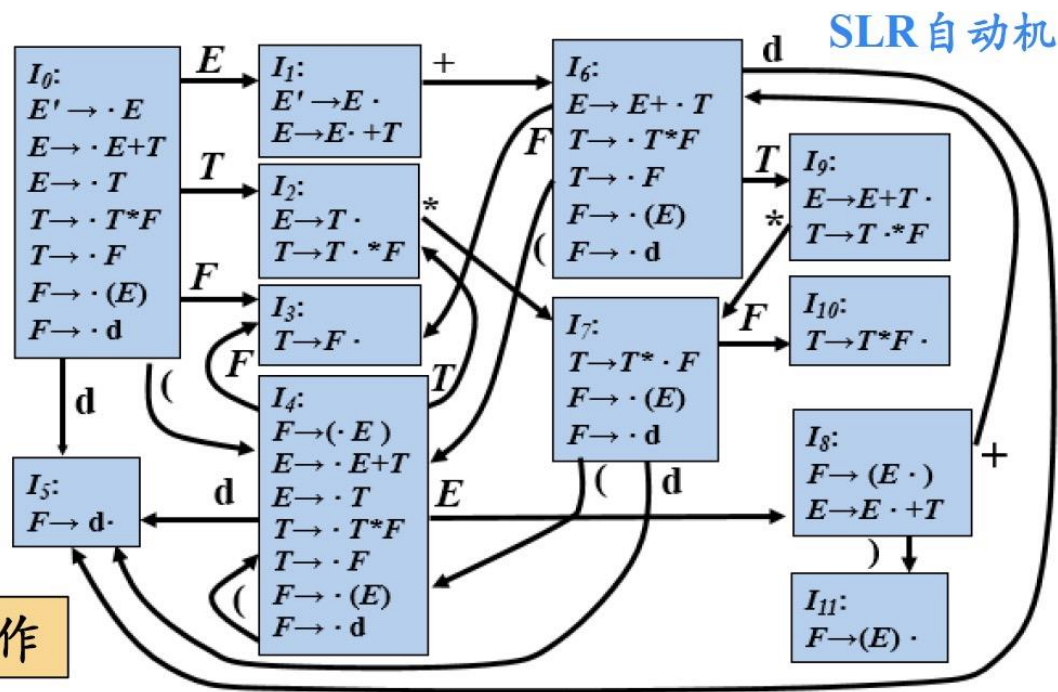 SLR自动机
I0:
E' → · E
E → · E+T
E → · T
T → · T*F
T → · F
F → · (E)
F → · d
E
T
F
d
(
I1:
E' → E ·
E → E · +T
+
I2:
E → T ·
T → T · *F
*
I3:
T → F ·
F
T
I4:
F → (· E )
E → · E+T
E → · T
T → · T*F
T → · F
F → · (E)
F → · d
d
E
(
I5:
F → d·
I6:
E → E+ · T
T → · T*F
T → · F
F → · (E)
F → · d
F
(
T
d
I9:
E → E+T ·
T → T ·*F
*
I7:
T → T* · F
F → · (E)
F → · d
F
(
d
I10:
T → T*F ·
I8:
F → (E · )
E → E · +T
+
)
I11:
F → (E) ·
作